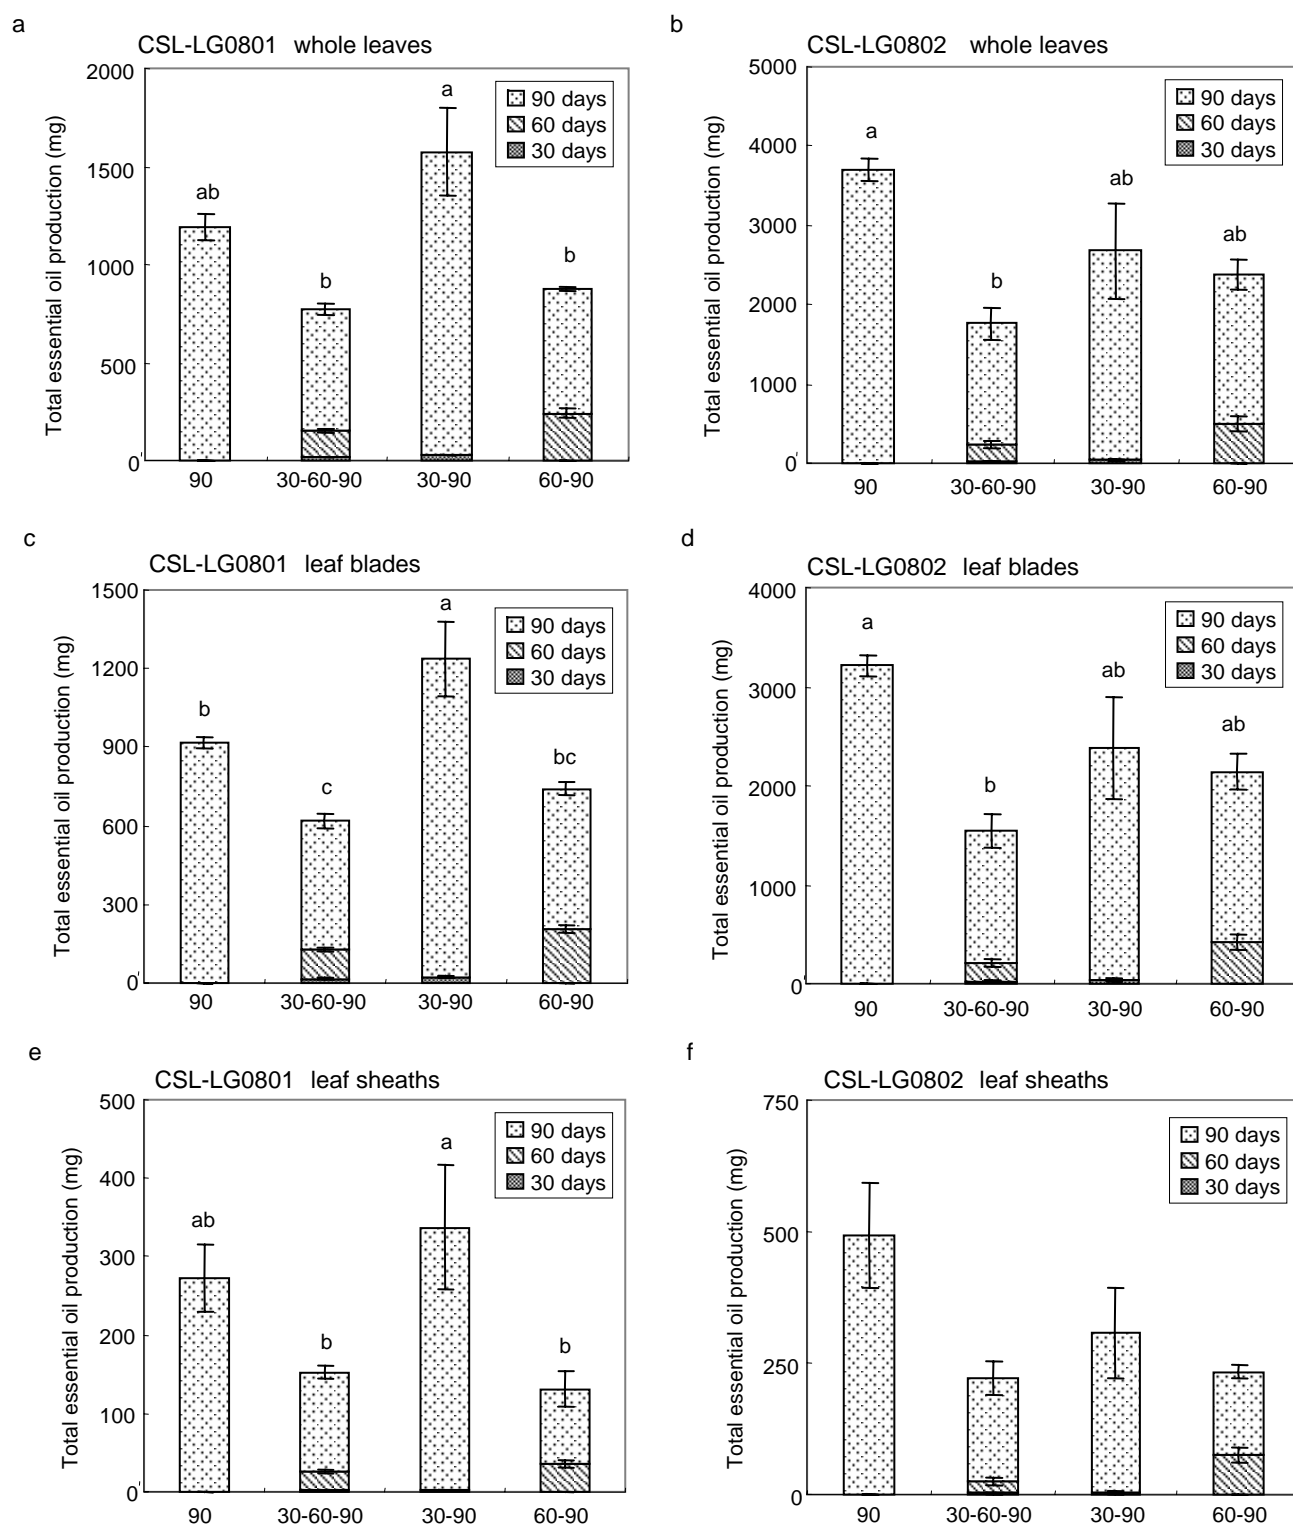 a
CSL-LG0801 whole leaves
Total essential oil production (mg)
2000
1500
1000
500
0
90 days
60 days
30 days
ab
b
a
b
90 30-60-90 30-90 60-90
b
CSL-LG0802 whole leaves
Total essential oil production (mg)
5000
4000
3000
2000
1000
0
90 days
60 days
30 days
a
b
ab
ab
90 30-60-90 30-90 60-90
c
CSL-LG0801 leaf blades
Total essential oil production (mg)
1500
1200
900
600
300
0
90 days
60 days
30 days
b
c
a
bc
90 30-60-90 30-90 60-90
d
CSL-LG0802 leaf blades
Total essential oil production (mg)
4000
3000
2000
1000
0
90 days
60 days
30 days
a
b
ab
ab
90 30-60-90 30-90 60-90
e
CSL-LG0801 leaf sheaths
Total essential oil production (mg)
500
400
300
200
100
0
90 days
60 days
30 days
ab
b
a
b
90 30-60-90 30-90 60-90
f
CSL-LG0802 leaf sheaths
Total essential oil production (mg)
750
500
250
0
90 days
60 days
30 days
90 30-60-90 30-90 60-90